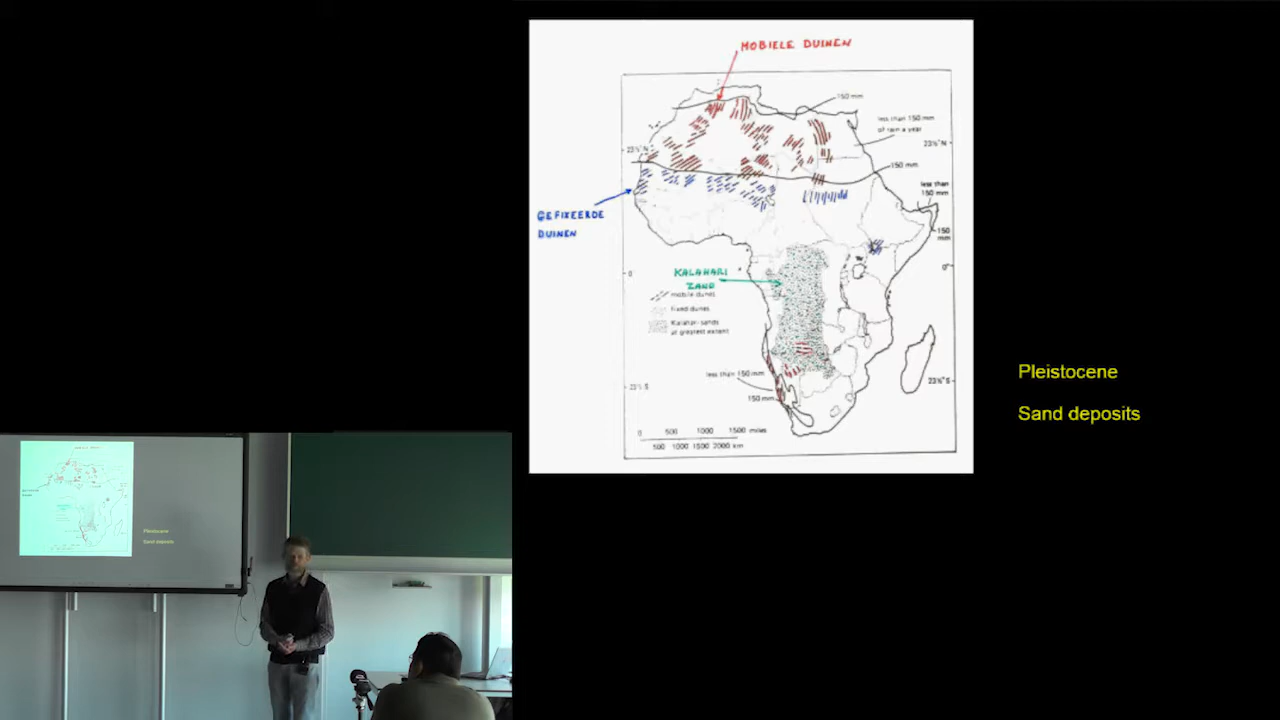 MOBIELE DUINEN
150 mm
less than 150 mm
of rain a year
23½°N
23½°N
150 mm
less than
150 mm
GEFIXEERDE
DUINEN
150
mm
KALAHARI
ZAND
0
0°
mobile dunes
fixed dunes
Kalahari-sands
at greatest extent
less than 150 mm
23½°S
23½°S
150 mm
0 500 1000 1500 miles
500 1000 1500 2000 km
Pleistocene
Sand deposits
Pleistocene
Sand deposits